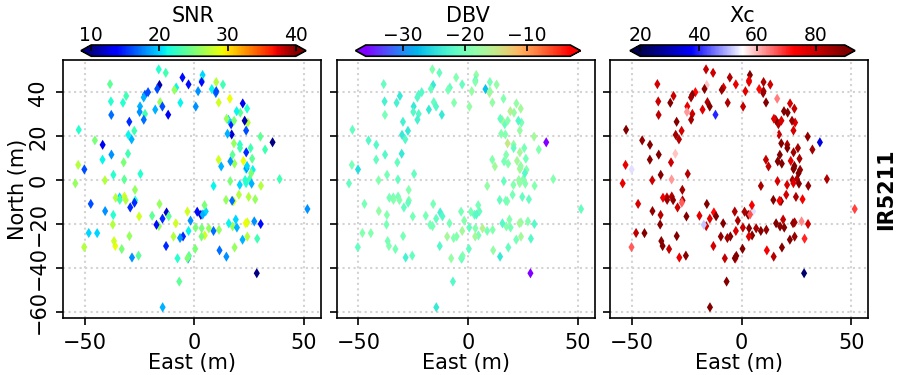 SNR DBV Xc
10 20 30 40 −30 −20 −10 20 40 60 80
North (m)
40
20
0
−20
−40
−60
IR5211
−50 0 50 −50 0 50 −50 0 50
East (m) East (m) East (m)